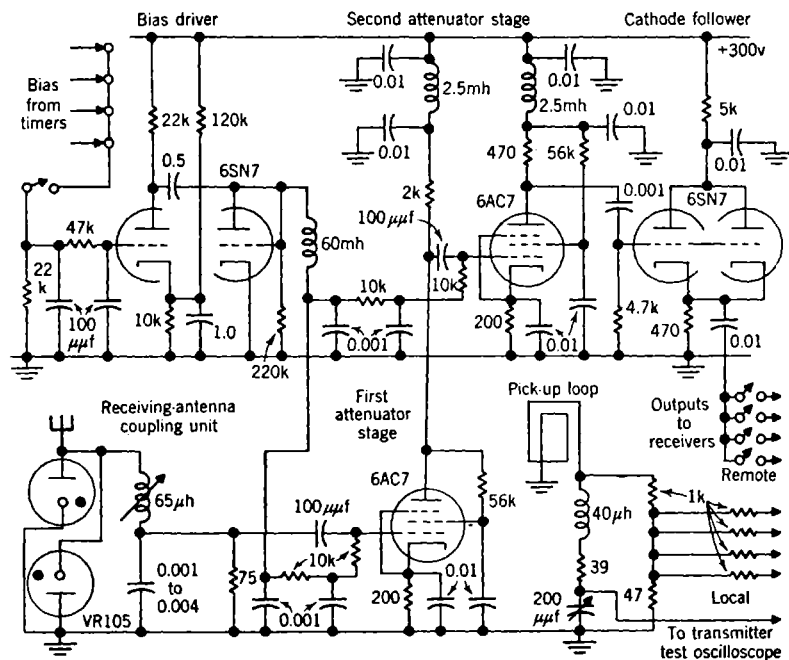 Bias driver
Second attenuator stage
Cathode follower
+300v
Bias
from
timers
22k
120k
0.01
2.5mh
0.01
0.01
2.5mh
0.01
5k
0.01
0.5
6SN7
470
56k
0.01
2k
6AC7
0.001
6SN7
47k
100 μμf
60mh
22
k
10k
10k
100
μμf
10k
1.0
0.001
200
0.01
4.7k
470
0.01
220k
Receiving-antenna
coupling unit
First
attenuator
stage
Pick-up loop
Outputs
to
receivers
Remote
6AC7
65μh
100μμf
56k
40μh
1k
10k
0.001
to
0.004
75
0.01
39
200
0.001
200
μμf
47
Local
VR105
To transmitter
test oscilloscope